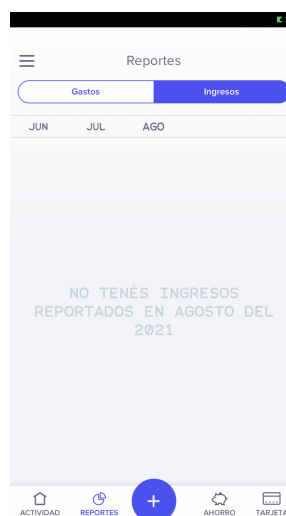 Reportes
Gastos Ingresos
JUN JUL AGO
NO TENÉS INGRESOS
REPORTADOS EN AGOSTO DEL
2021
ACTIVIDAD REPORTES + AHORRO TARJETA